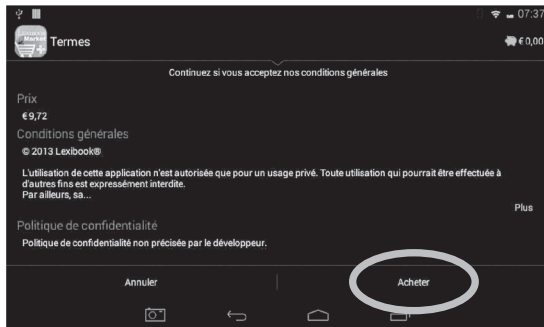 07:37
Market
Termes
€ 0,00
Continuez si vous acceptez nos conditions générales
Prix
€9,72
Conditions générales
© 2013 Lexibook®
L'utilisation de cette application n'est autorisée que pour un usage privé. Toute utilisation qui pourrait être effectuée à
d'autres fins est expressément interdite.
Par ailleurs, sa...
Plus
Politique de confidentialité
Politique de confidentialité non précisée par le développeur.
Annuler
Acheter